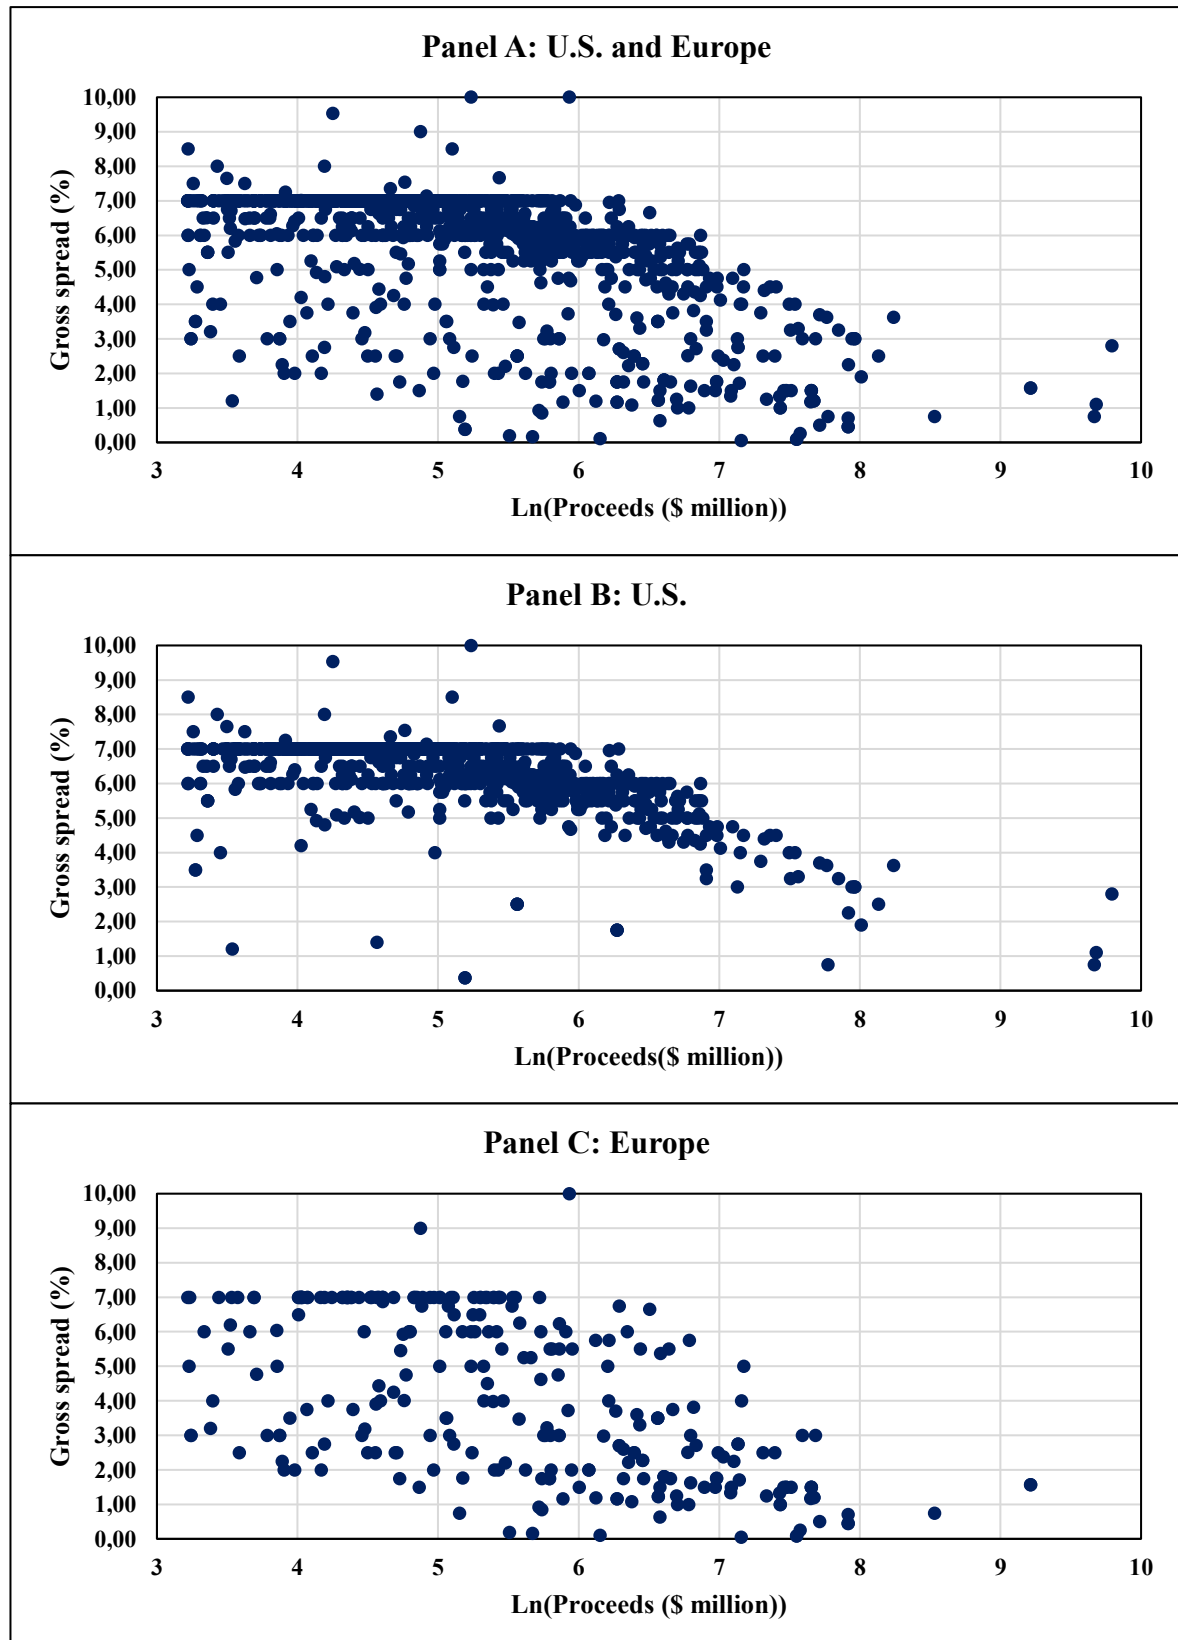 Panel A: U.S. and Europe
Gross spread (%)
10,00
9,00
8,00
7,00
6,00
5,00
4,00
3,00
2,00
1,00
0,00
3 4 5 6 7 8 9 10
Ln(Proceeds ($ million))
Panel B: U.S.
Gross spread (%)
10,00
9,00
8,00
7,00
6,00
5,00
4,00
3,00
2,00
1,00
0,00
3 4 5 6 7 8 9 10
Ln(Proceeds($ million))
Panel C: Europe
Gross spread (%)
10,00
9,00
8,00
7,00
6,00
5,00
4,00
3,00
2,00
1,00
0,00
3 4 5 6 7 8 9 10
Ln(Proceeds ($ million))